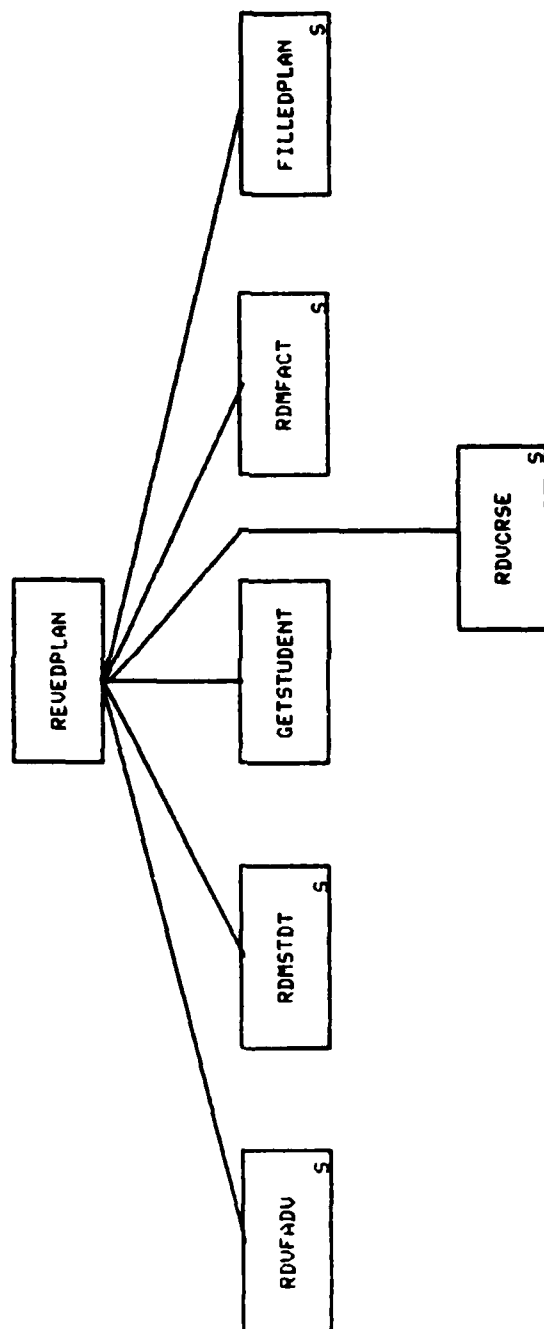 REVEDPLAN
RDVFADV
S
RDMSTDT
S
GETSTUDENT
RDMFACT
S
FILLEDPLAN
S
RDVCRSE
S